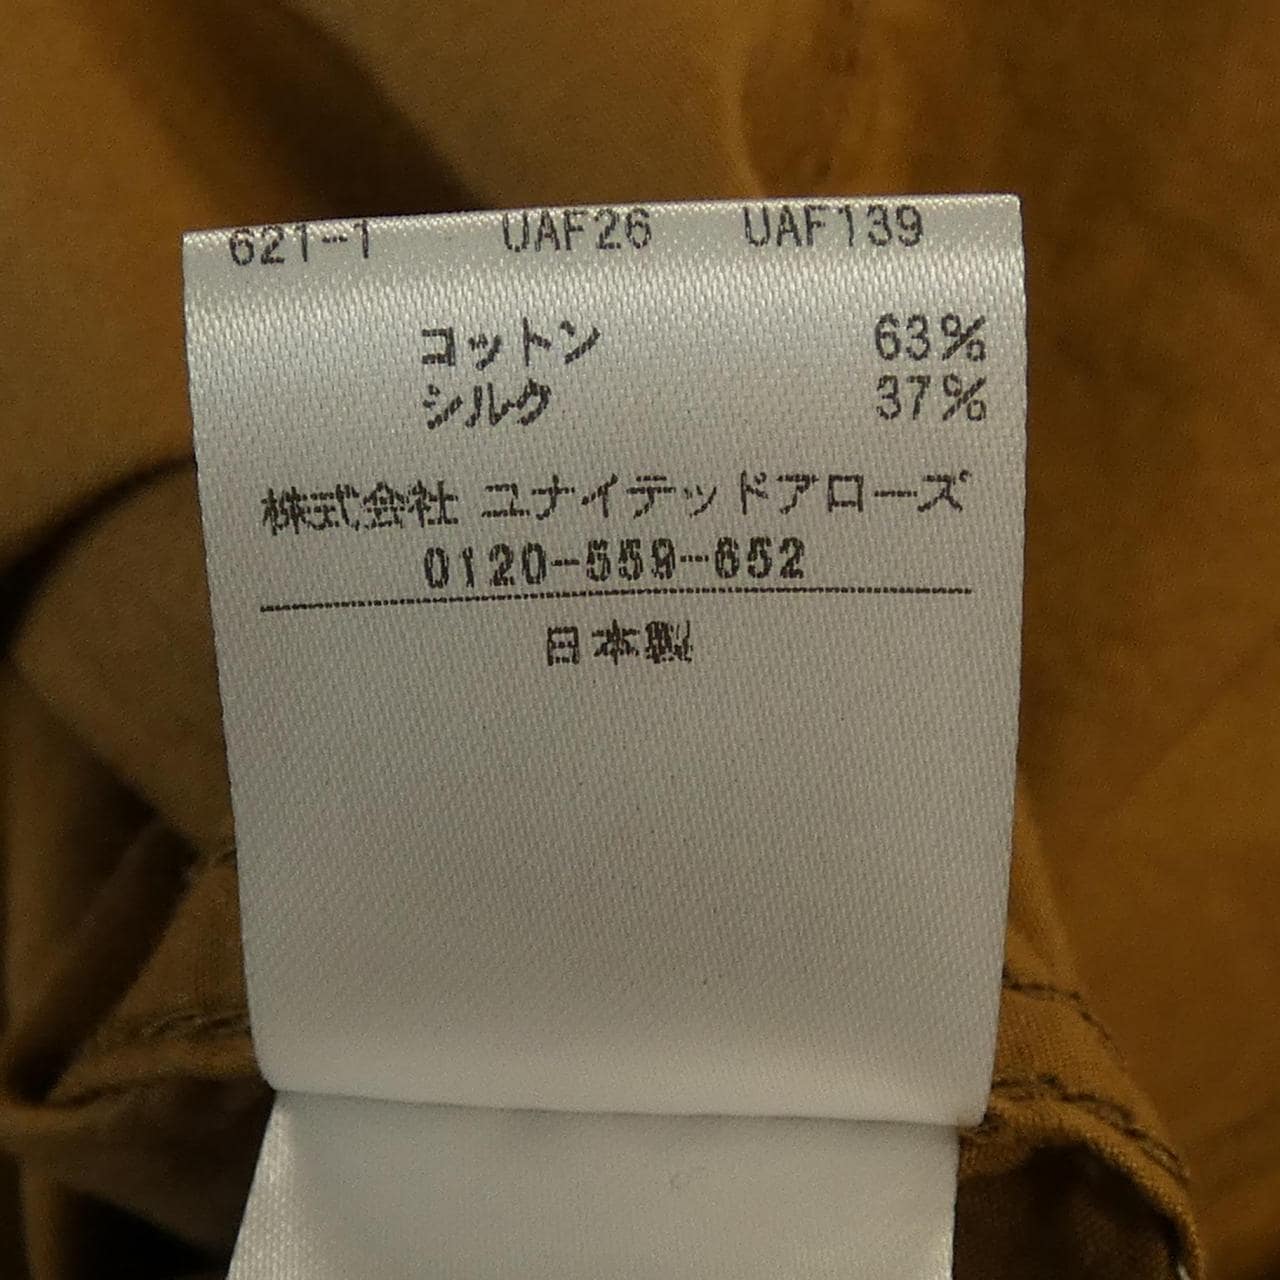 621-1 UAF26 UAF139
コットン 63%
シルク 37%
株式会社 ユナイテッドアローズ
0120-559-652
日本製